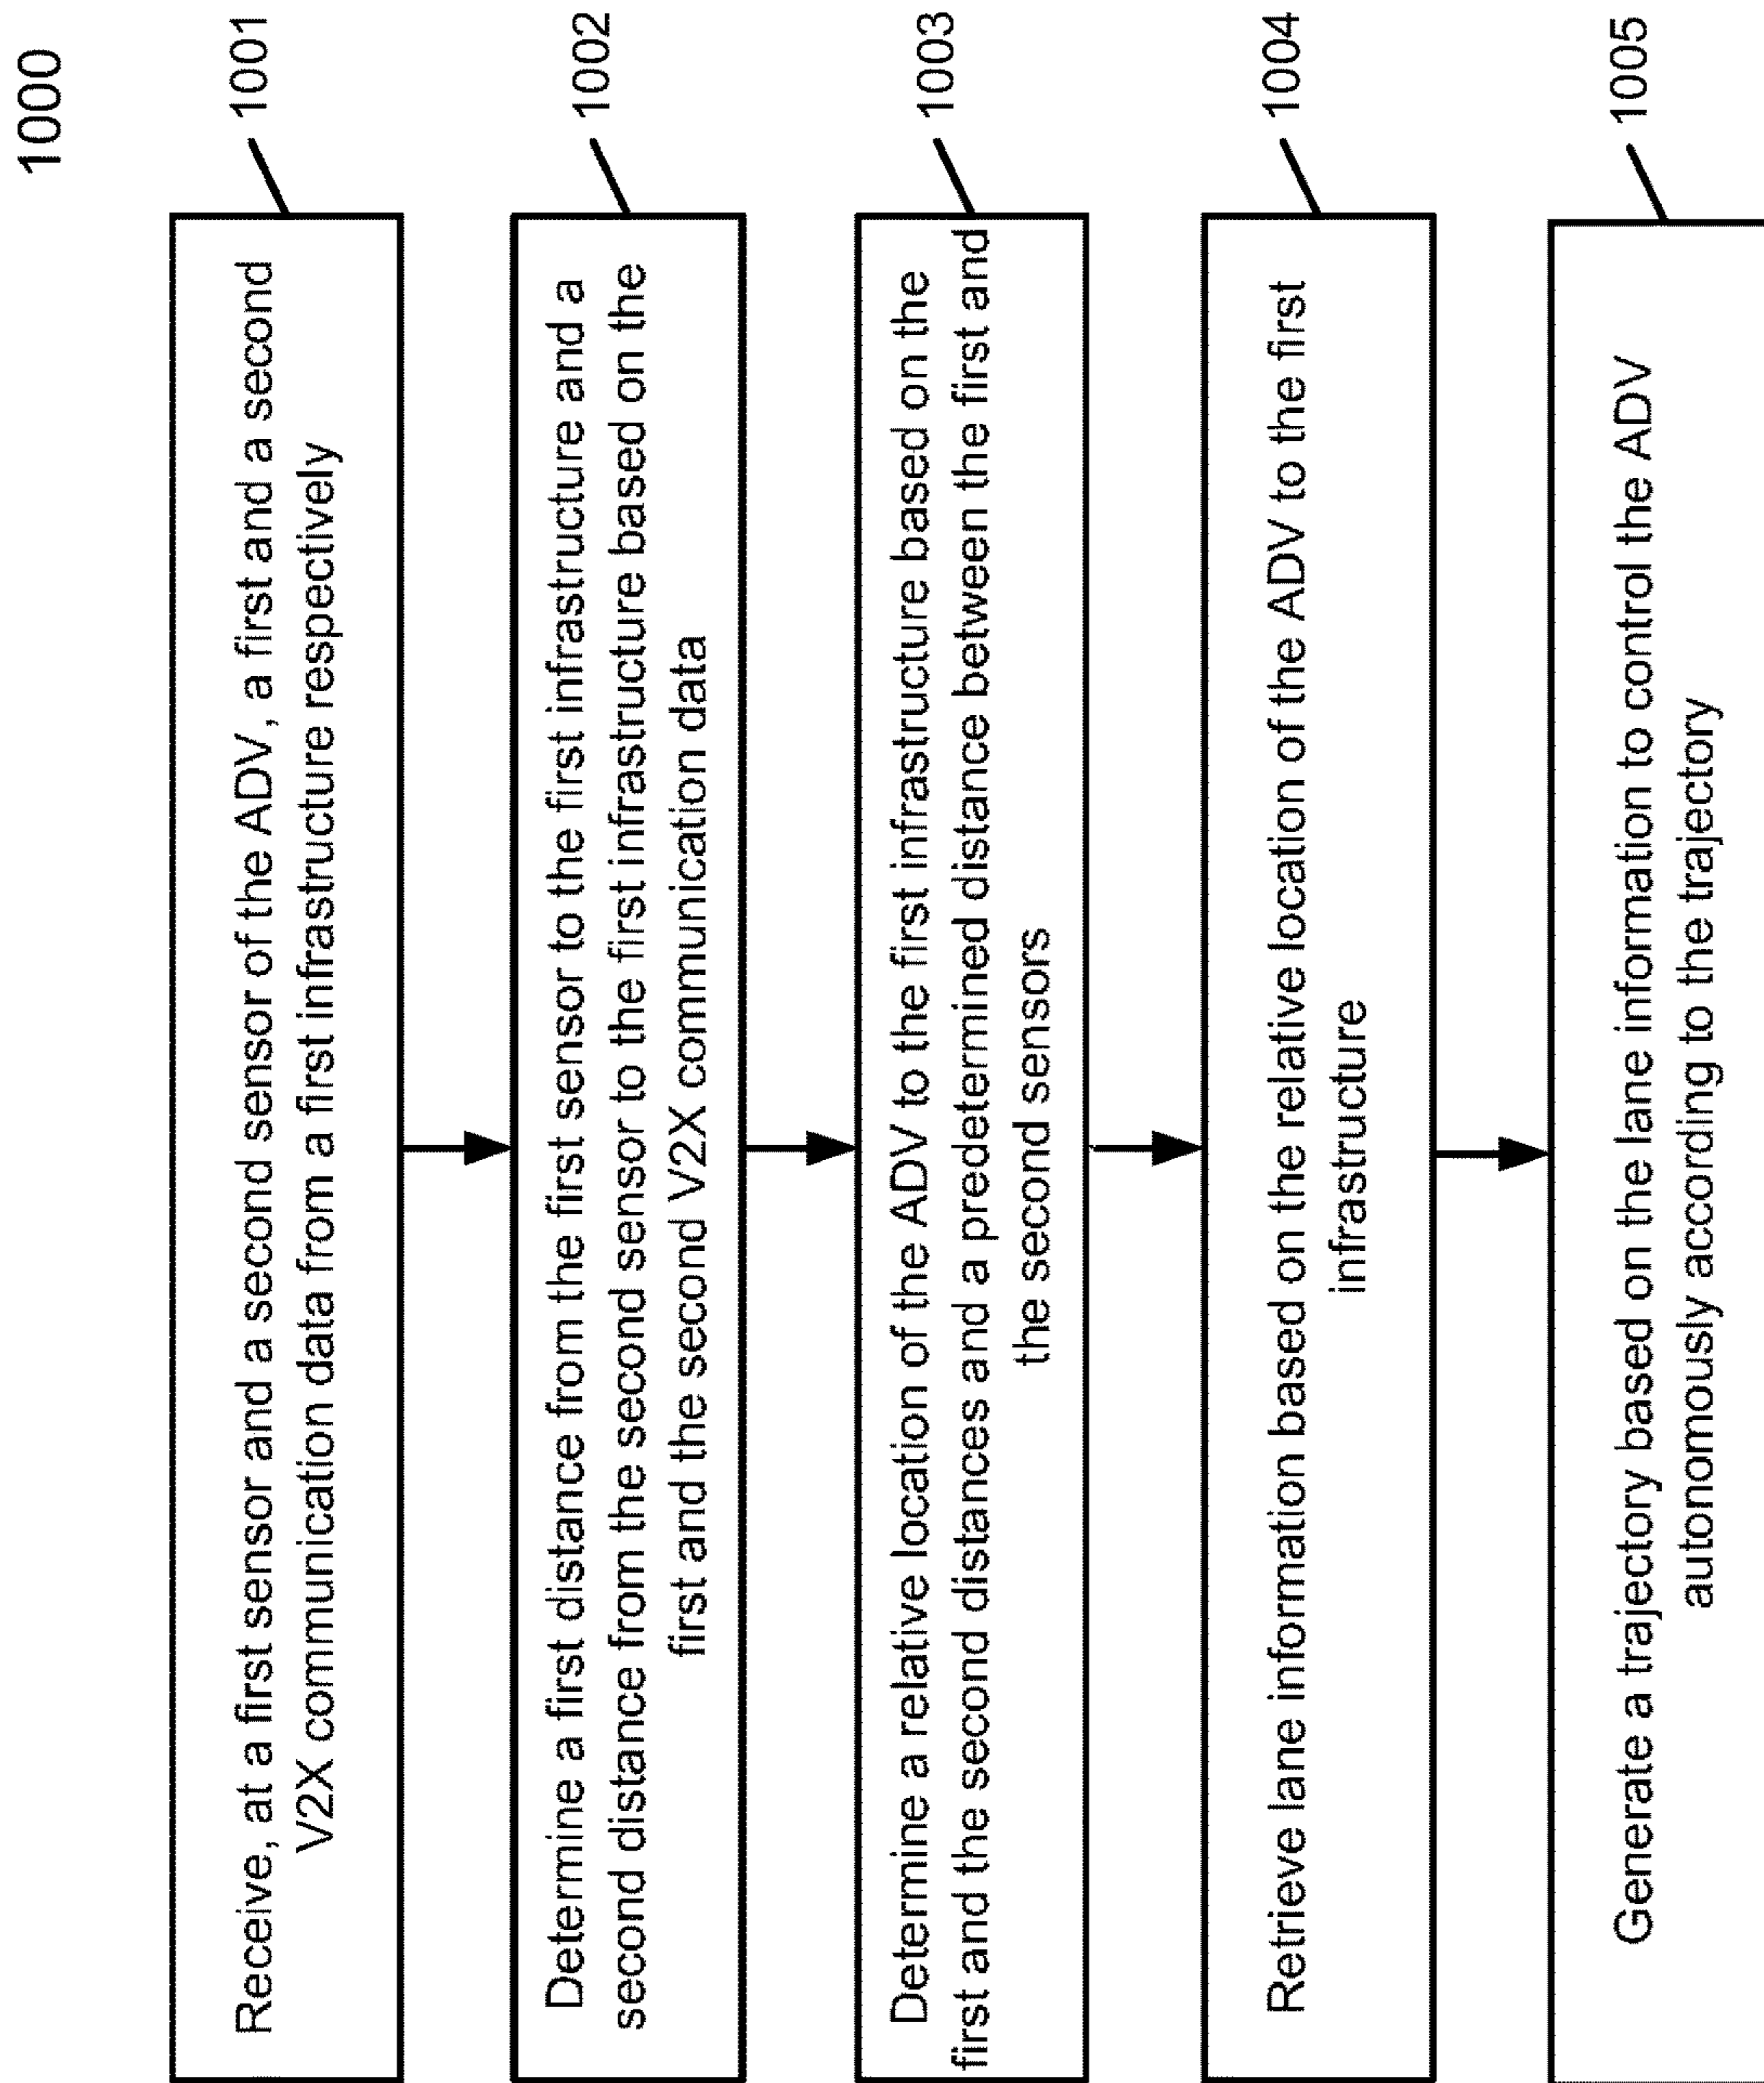 1000
Receive, at a first sensor and a second sensor of the ADV, a first and a second
V2X communication data from a first infrastructure respectively
1001
Determine a first distance from the first sensor to the first infrastructure and a
second distance from the second sensor to the first infrastructure based on the
first and the second V2X communication data
1002
Determine a relative location of the ADV to the first infrastructure based on the
first and the second distances and a predetermined distance between the first and
the second sensors
1003
Retrieve lane information based on the relative location of the ADV to the first
infrastructure
1004
Generate a trajectory based on the lane information to control the ADV
autonomously according to the trajectory
1005